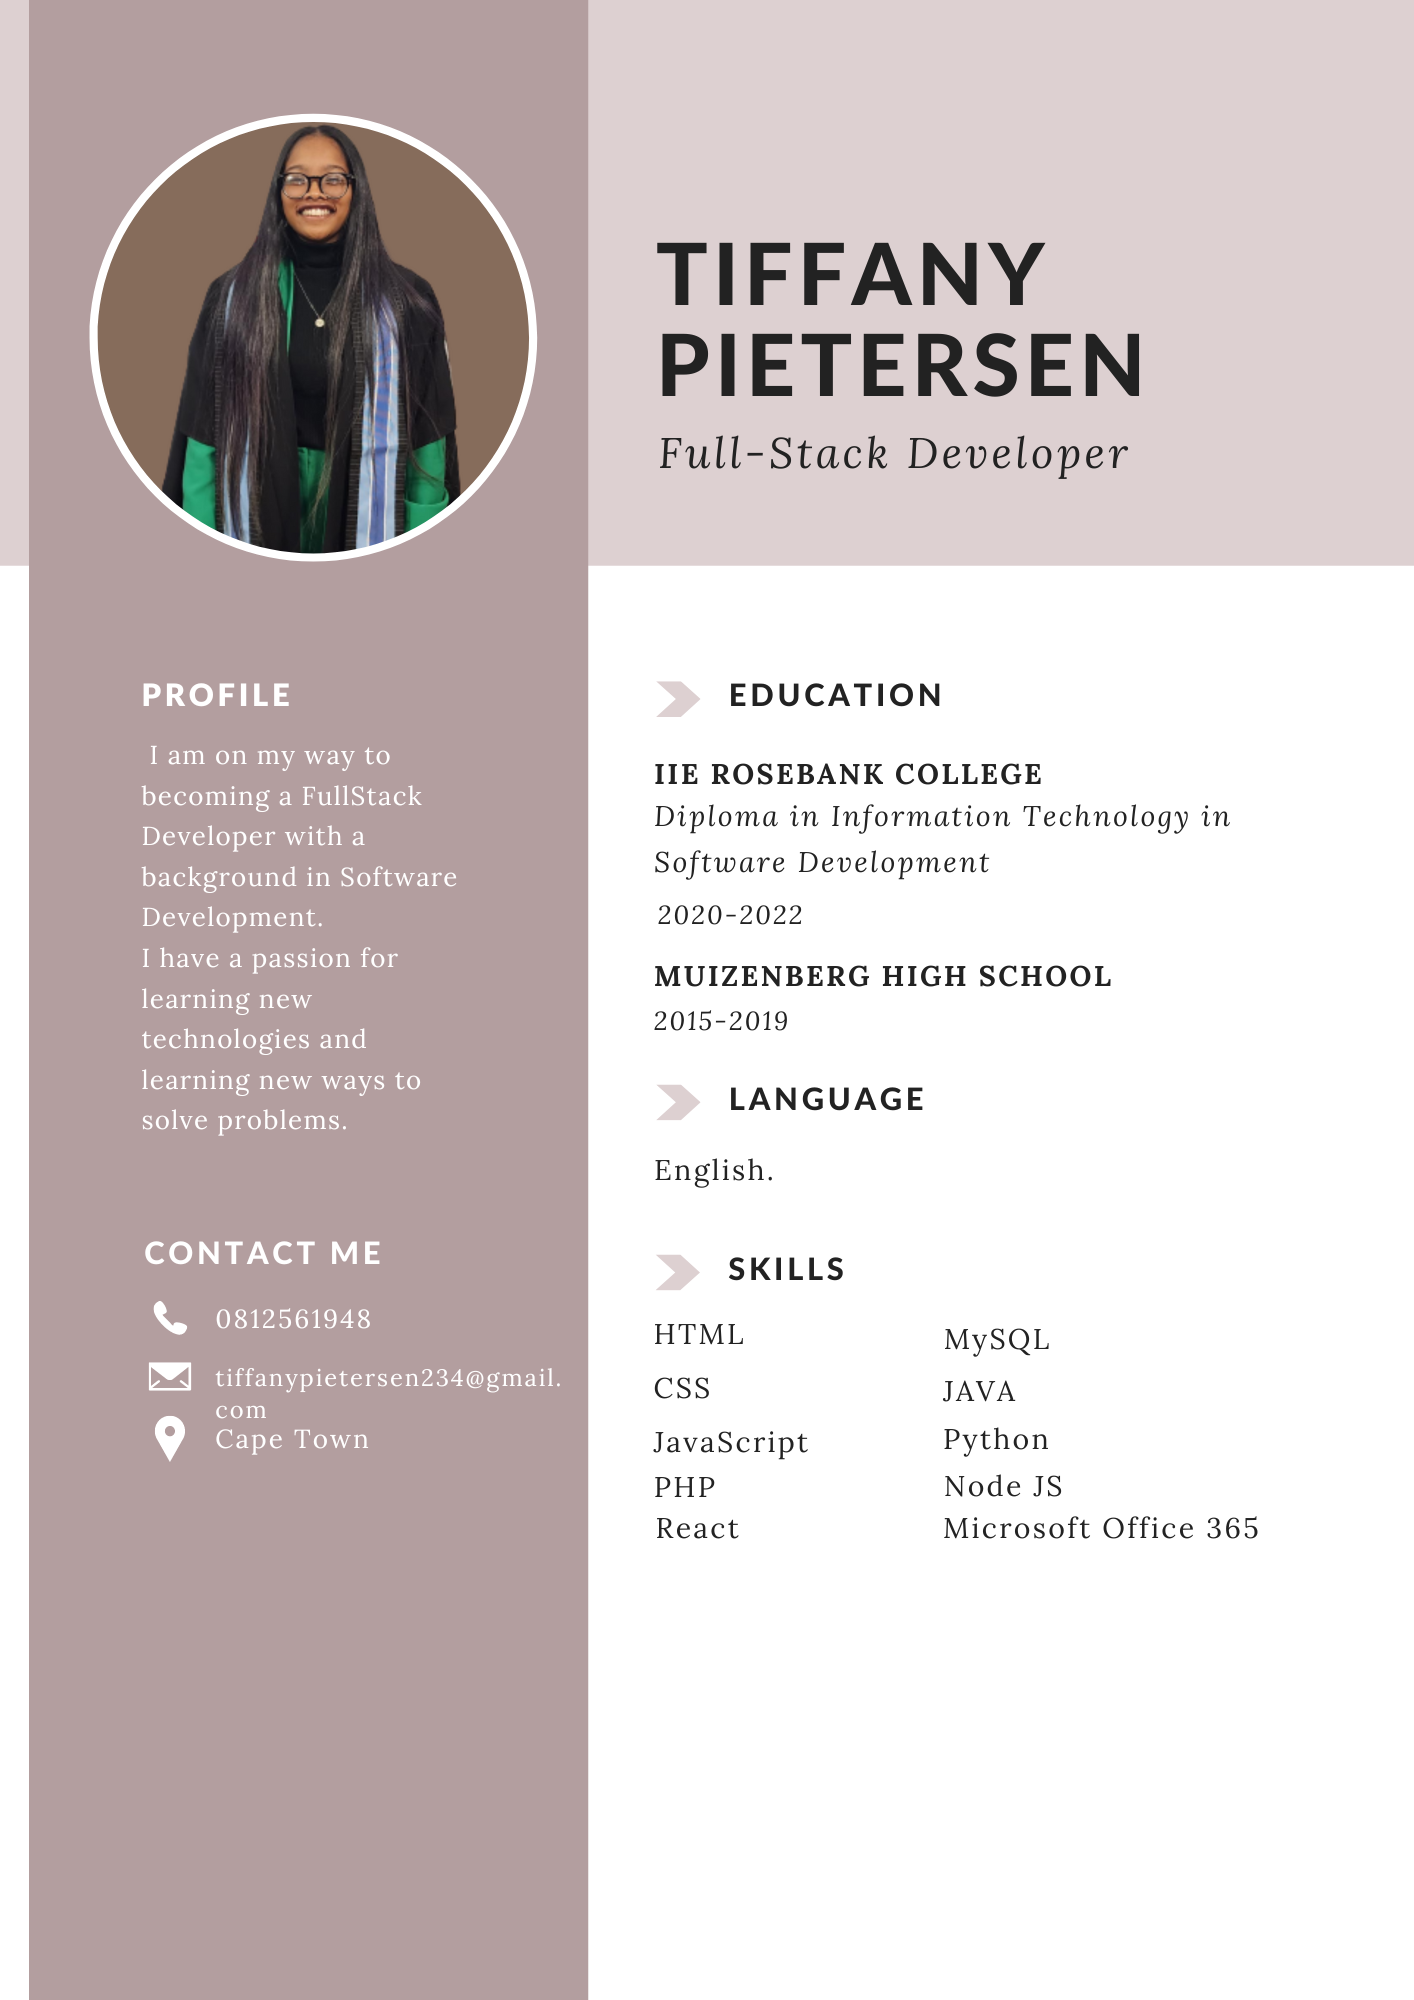 TIFFANY
PIETERSEN
Full-Stack Developer
PROFILE
I am on my way to
becoming a FullStack
Developer with a
background in Software
Development.
I have a passion for
learning new
technologies and
learning new ways to
solve problems.
CONTACT ME
0812561948
tiffanypietersen234@gmail.
com
Cape Town
EDUCATION
IIE ROSEBANK COLLEGE
Diploma in Information Technology in
Software Development
2020-2022
MUIZENBERG HIGH SCHOOL
2015-2019
LANGUAGE
English.
SKILLS
HTML
CSS
JavaScript
PHP
React
MySQL
JAVA
Python
Node JS
Microsoft Office 365